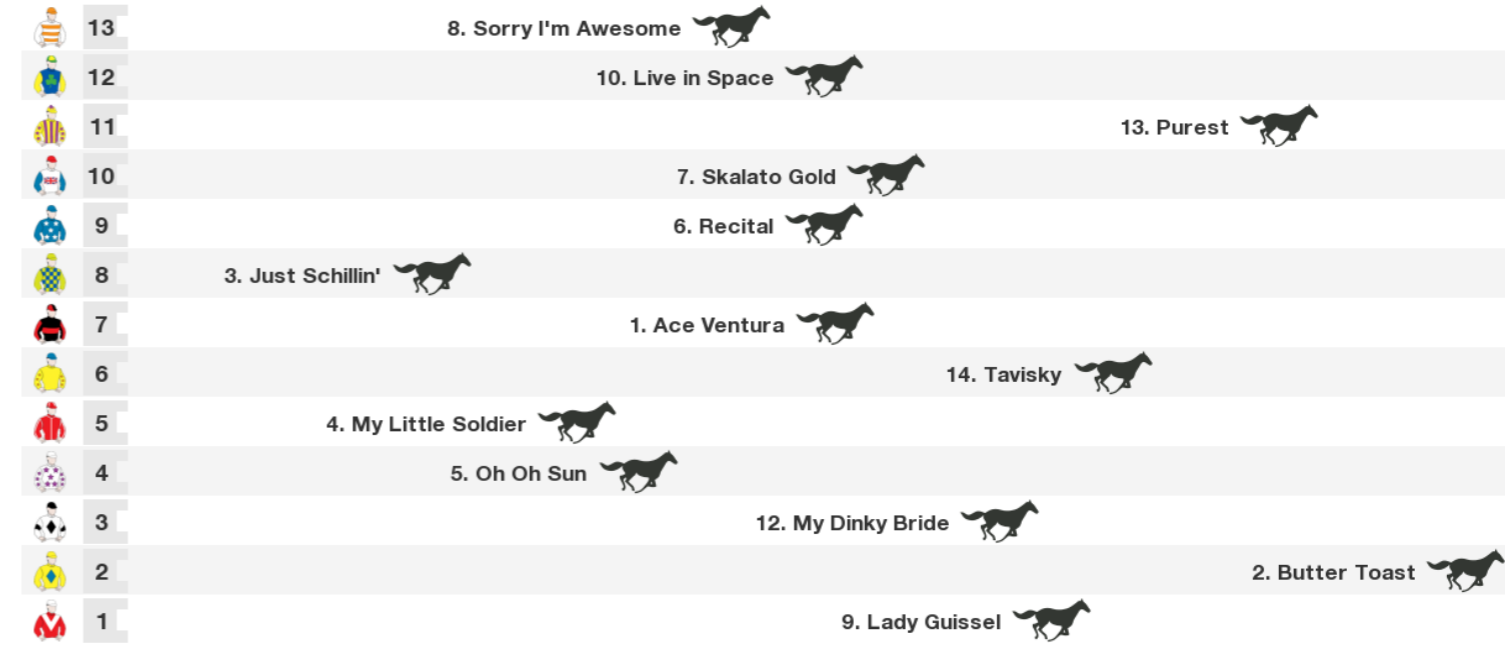 13 8. Sorry I'm Awesome
12 10. Live in Space
11 13. Purest
10 7. Skalato Gold
9 6. Recital
8 3. Just Schillin'
7 1. Ace Ventura
6 14. Tavisky
5 4. My Little Soldier
4 5. Oh Oh Sun
3 12. My Dinky Bride
2 2. Butter Toast
1 9. Lady Guissel